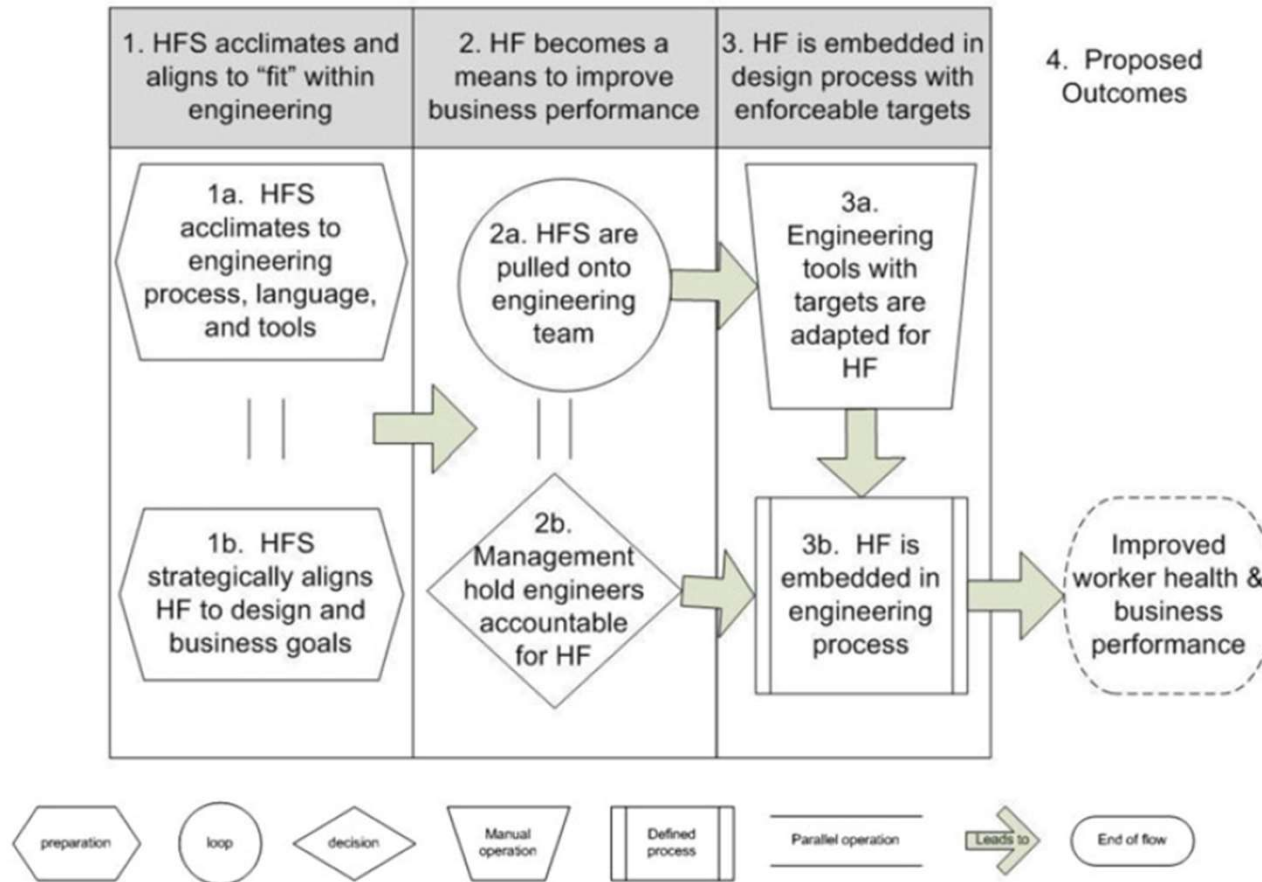 1. HFS acclimates and
aligns to “fit” within
engineering
2. HF becomes a
means to improve
business performance
3. HF is embedded in
design process with
enforceable targets
4. Proposed
Outcomes
1a. HFS
acclimates to
engineering
process, language,
and tools
1b. HFS
strategically aligns
HF to design and
business goals
2a. HFS are
pulled onto
engineering
team
2b.
Management
hold engineers
accountable
for HF
3a.
Engineering
tools with
targets are
adapted for
HF
3b. HF is
embedded in
engineering
process
Improved
worker health &
business
performance
preparation
loop
decision
Manual
operation
Defined
process
Parallel operation
Leads to
End of flow